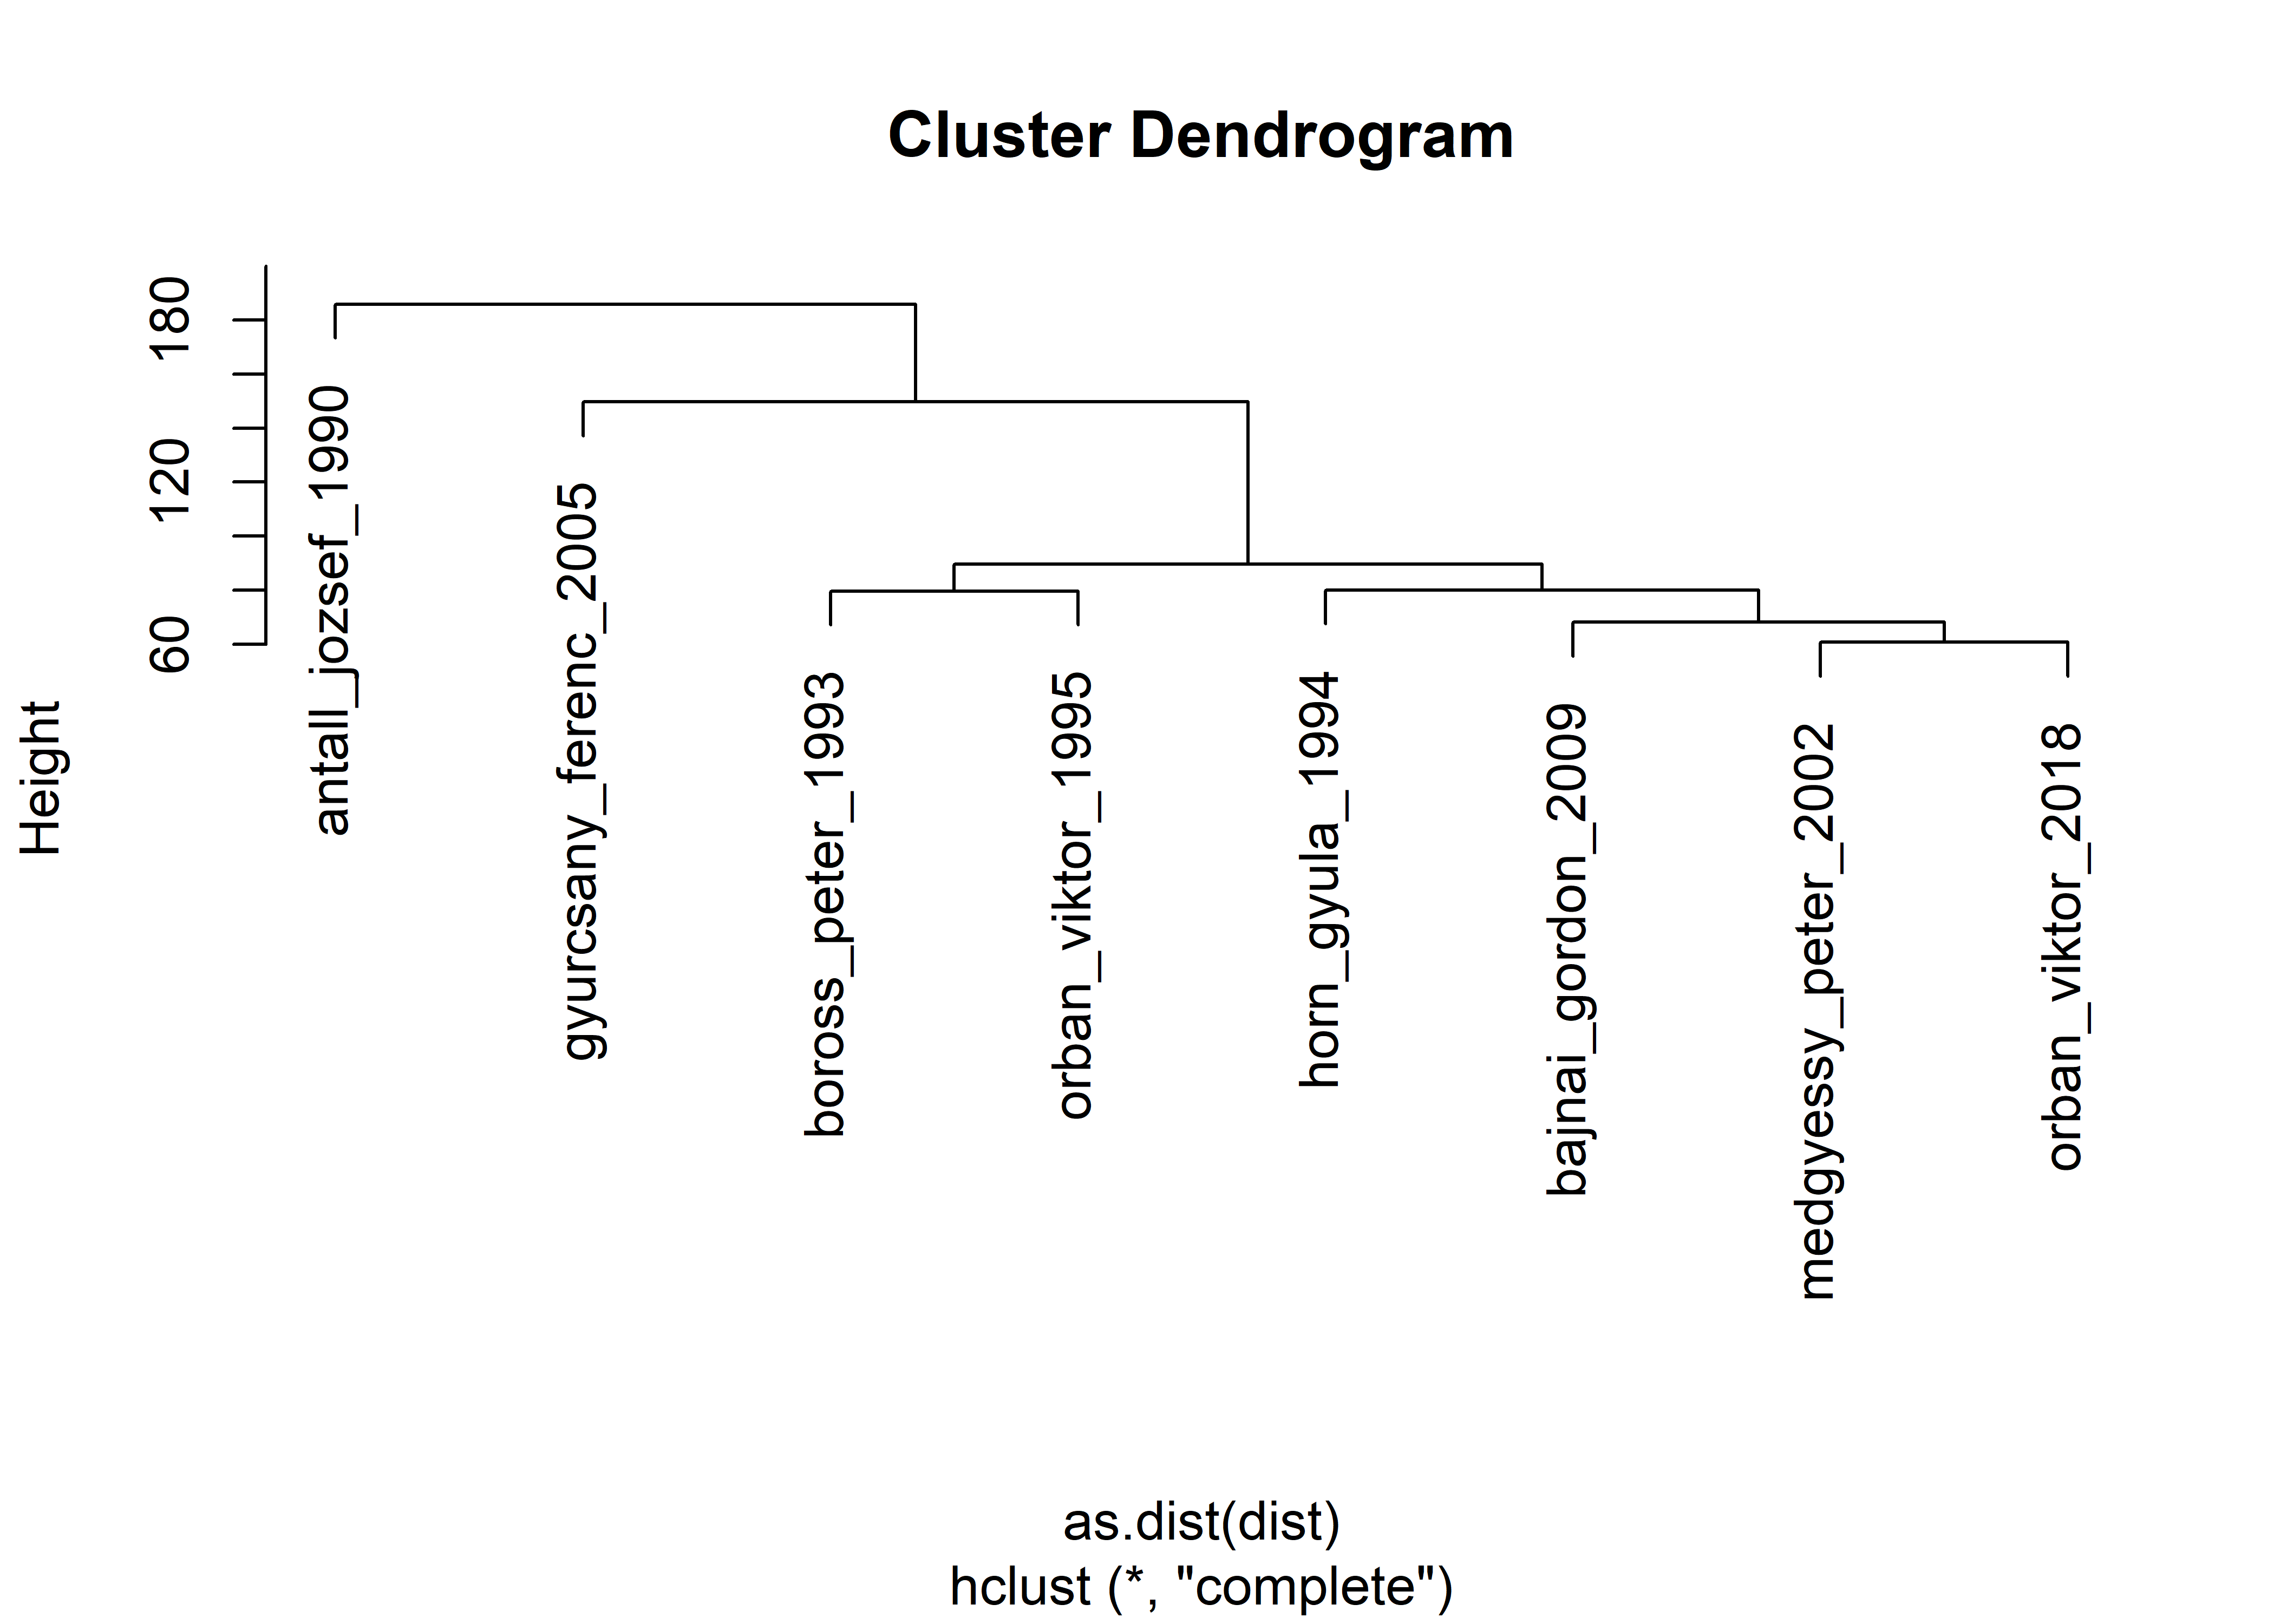 Cluster Dendrogram
Height
180
120
60
antall_jozsef_1990
gyurcsany_ferenc_2005
boross_peter_1993
orban_viktor_1995
horn_gyula_1994
bajnai_gordon_2009
medgyessy_peter_2002
orban_viktor_2018
as.dist(dist)
hclust (*, "complete")